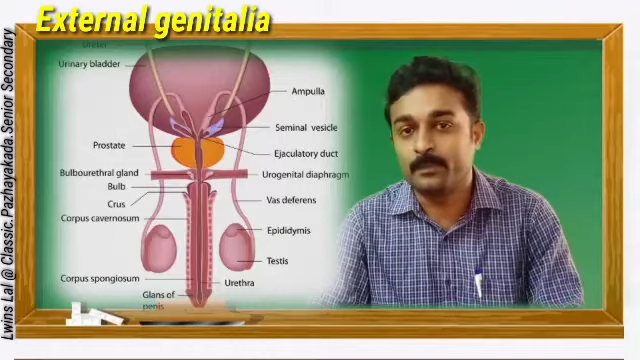 External genitalia
Ureter
Urinary bladder
Ampulla
Seminal vesicle
Prostate
Ejaculatory duct
Bulbourethral gland
Urogenital diaphragm
Bulb
Crus
Vas deferens
Corpus cavernosum
Epididymis
Testis
Corpus spongiosum
Urethra
Glans of
penis
Lwins Lal @ Classic. Pazhayakada.Senior Secondary